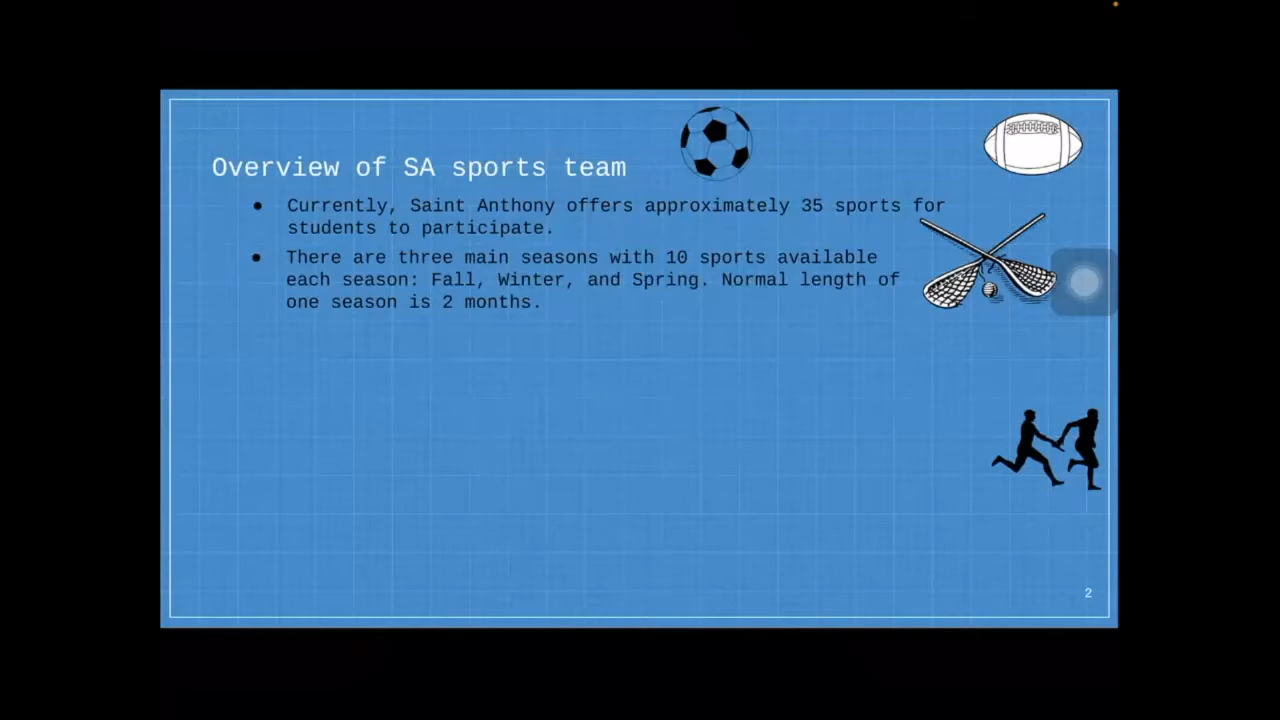 Overview of SA sports team
● Currently, Saint Anthony offers approximately 35 sports for
students to participate.
● There are three main seasons with 10 sports available
each season: Fall, Winter, and Spring. Normal length of
one season is 2 months.
2